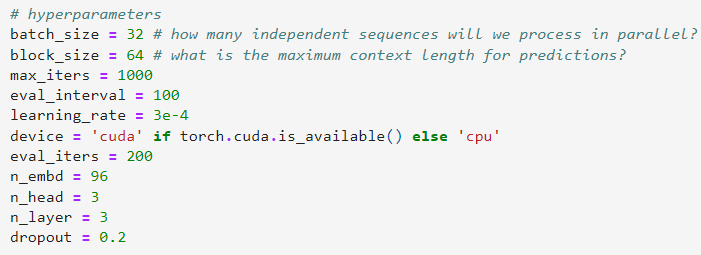 # hyperparameters
batch_size = 32 # how many independent sequences will we process in parallel?
block_size = 64 # what is the maximum context length for predictions?
max_iters = 1000
eval_interval = 100
learning_rate = 3e-4
device = 'cuda' if torch.cuda.is_available() else 'cpu'
eval_iters = 200
n_embd = 96
n_head = 3
n_layer = 3
dropout = 0.2